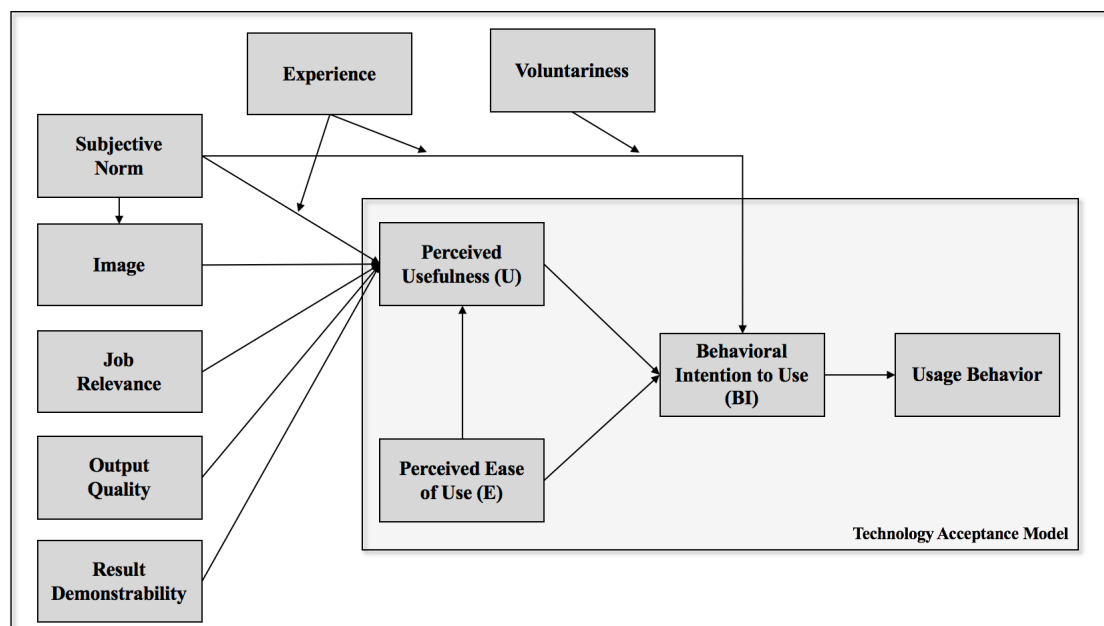 Experience
Voluntariness
Subjective
Norm
Image
Perceived
Usefulness (U)
Job
Relevance
Behavioral
Intention to Use
(BI)
Usage Behavior
Output
Quality
Perceived Ease
of Use (E)
Technology Acceptance Model
Result
Demonstrability